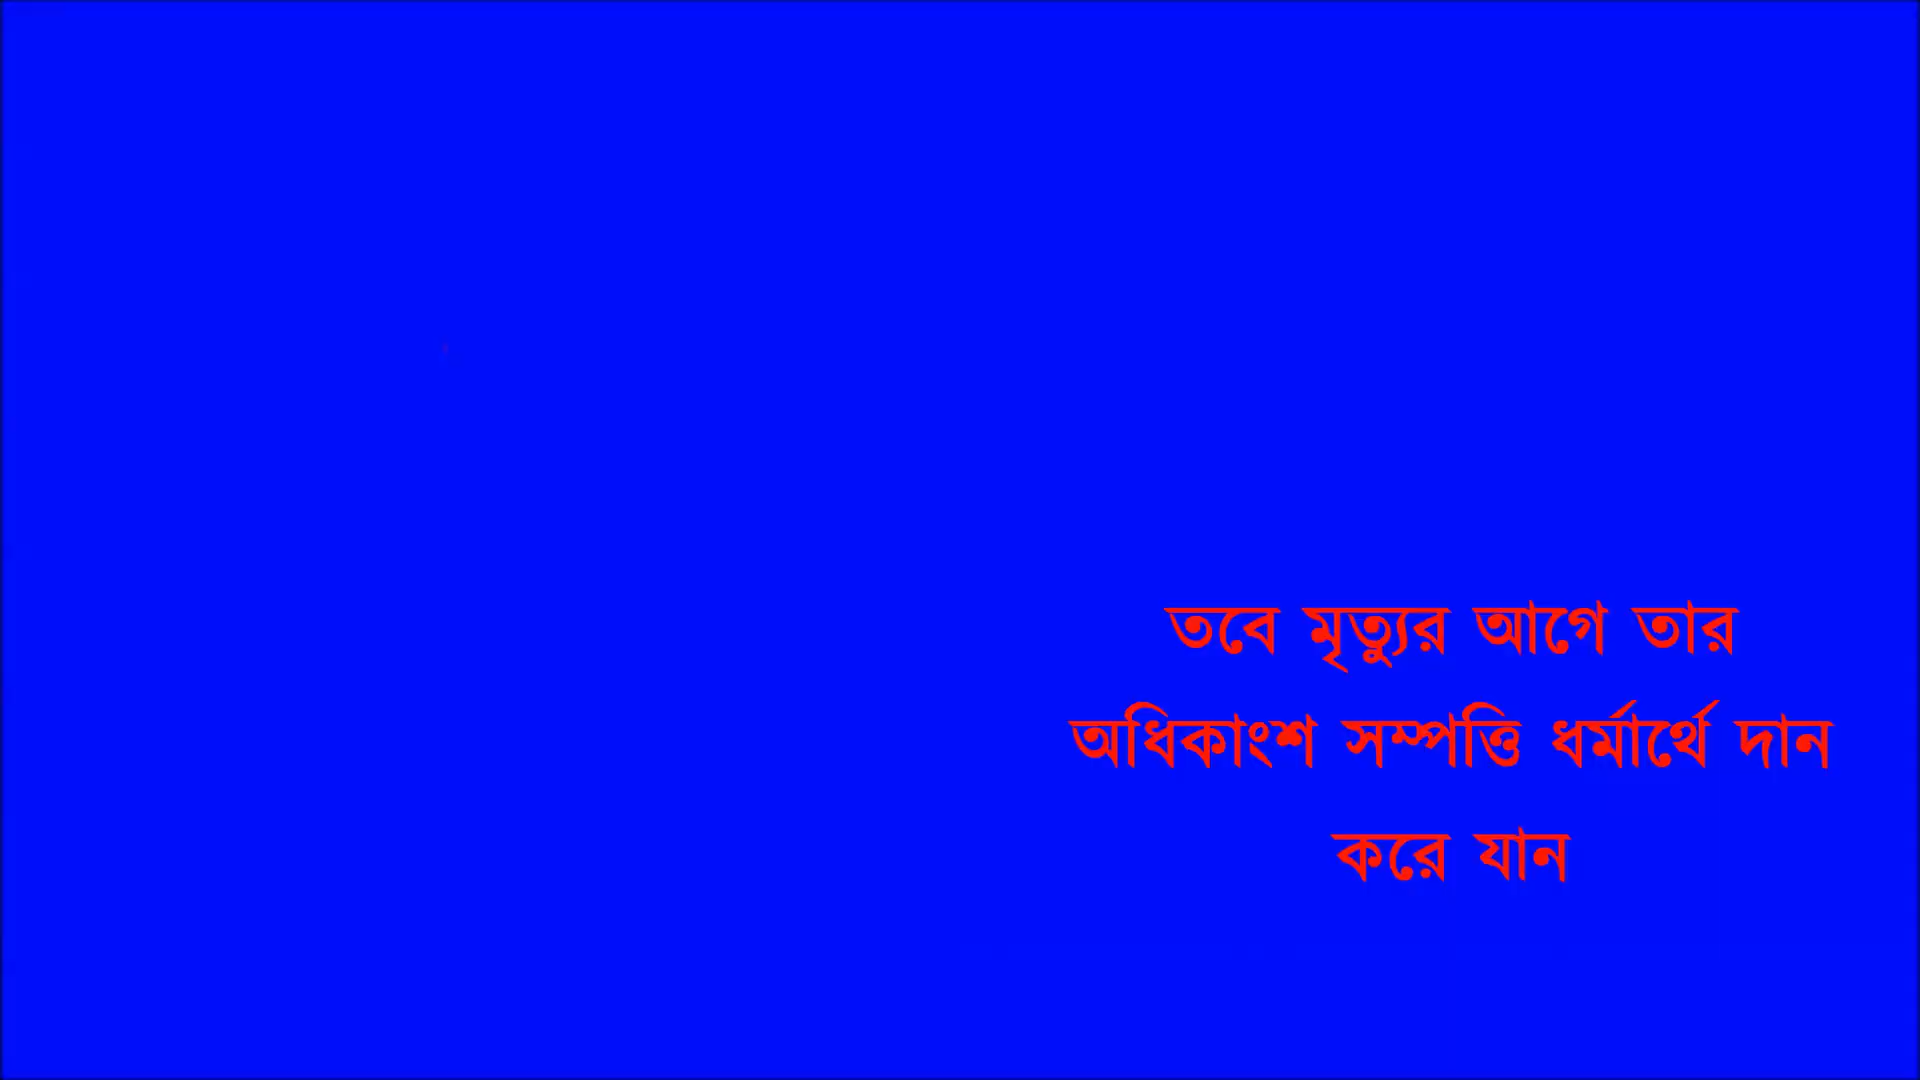 তবে মৃত্যুর আগে তার
অধিকাংশ সম্পত্তি ধর্মার্থে দান
করে যান